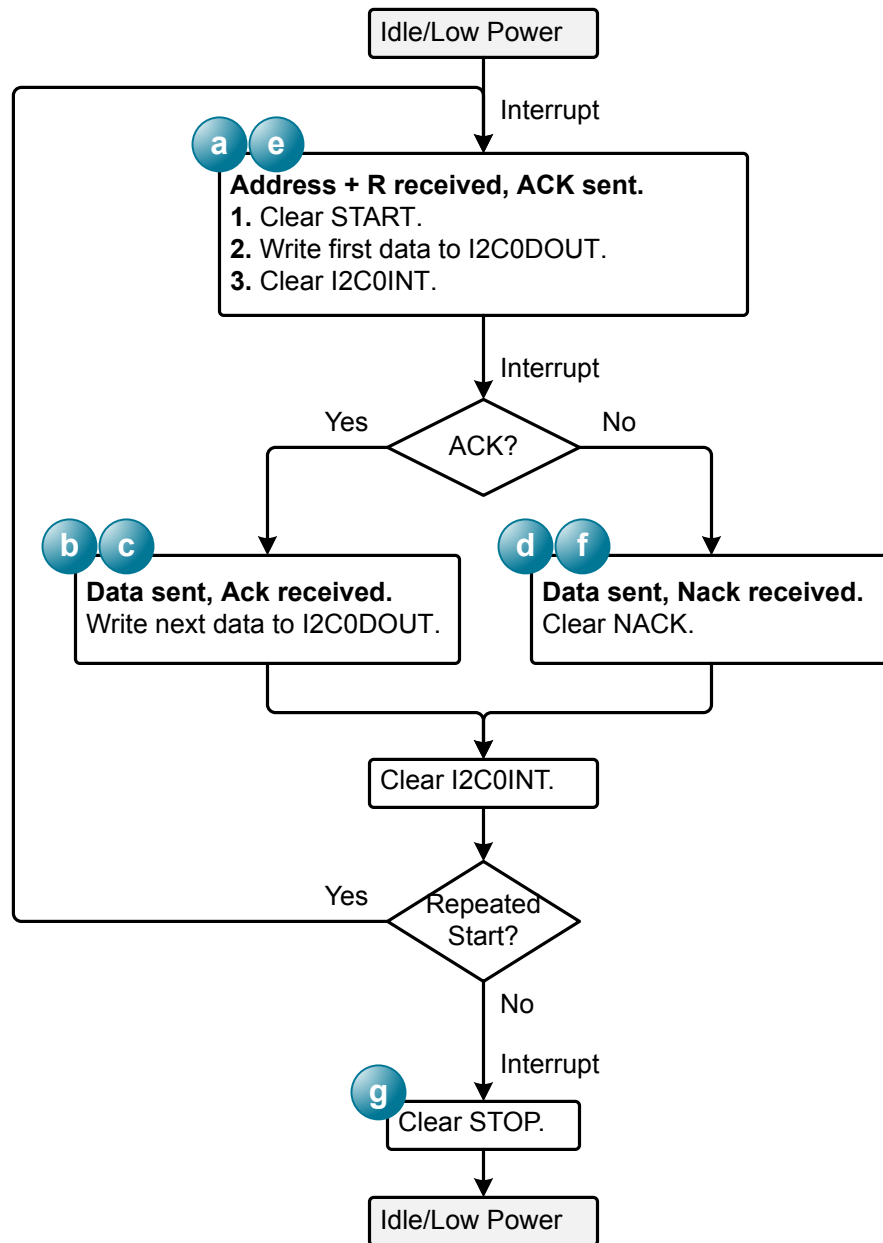 Idle/Low Power
Interrupt
a e
Address + R received, ACK sent.
1. Clear START.
2. Write first data to I2C0DOUT.
3. Clear I2C0INT.
Interrupt
Yes
No
ACK?
b c
Data sent, Ack received.
Write next data to I2C0DOUT.
d f
Data sent, Nack received.
Clear NACK.
Clear I2C0INT.
Yes
Repeated
Start?
No
Interrupt
g
Clear STOP.
Idle/Low Power